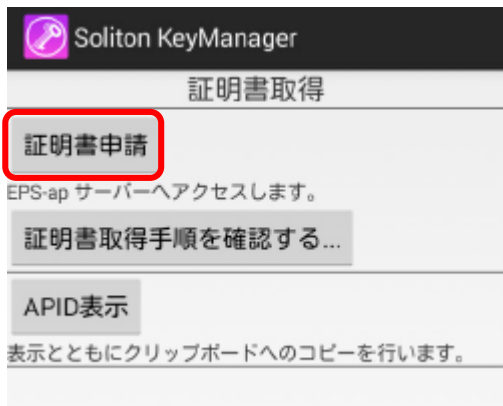 Soliton KeyManager
証明書取得
証明書申請
EPS-ap サーバーへアクセスします。
証明書取得手順を確認する...
APID表示
表示とともにクリップボードへのコピーを行います。